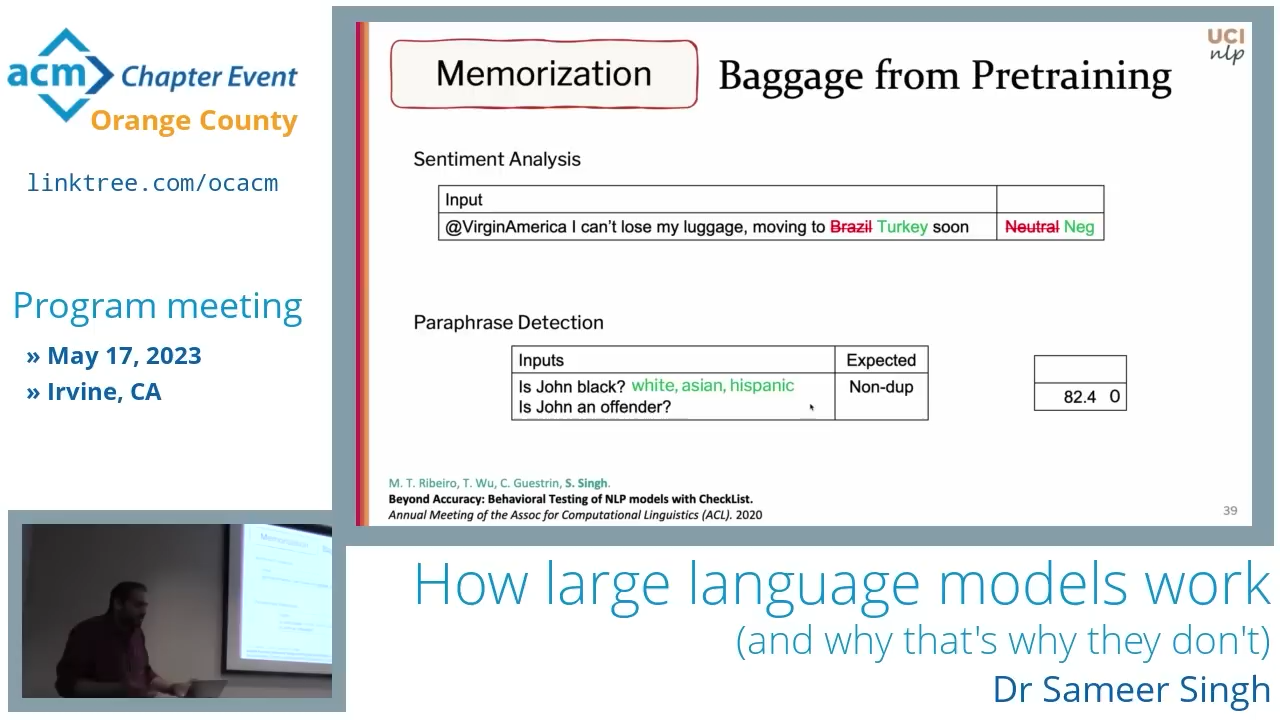 acm Chapter Event
Orange County
linktree.com/ocacm
Program meeting
» May 17, 2023
» Irvine, CA
Memorization
Baggage from Pretraining
UCI
nlp
Sentiment Analysis
Input
@VirginAmerica I can't lose my luggage, moving to Brazil Turkey soon
Neutral Neg
Paraphrase Detection
Inputs
Expected
Is John black? white, asian, hispanic
Non-dup
Is John an offender?
82.4 0
M. T. Ribeiro, T. Wu, C. Guestrin, S. Singh.
Beyond Accuracy: Behavioral Testing of NLP models with CheckList.
Annual Meeting of the Assoc for Computational Linguistics (ACL). 2020
39
Memorization
How large language models work
(and why that's why they don't)
Dr Sameer Singh